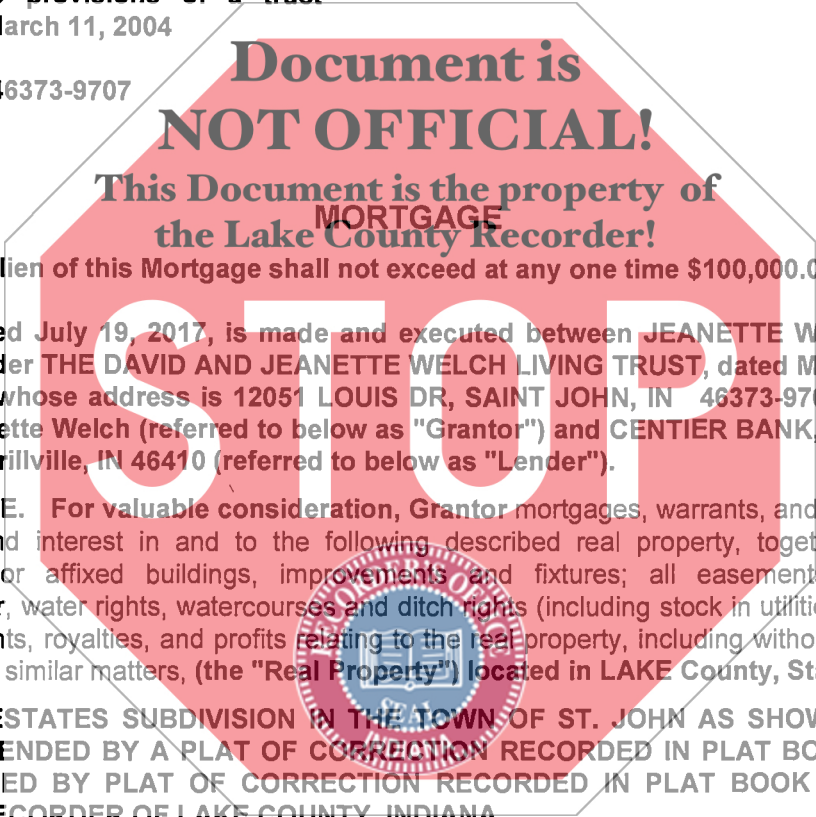 provisions of a trust
arch 11, 2004
46373-9707
Document is
NOT OFFICIAL!
This Document is the property of
the Lake County Recorder!
MORTGAGE
lien of this Mortgage shall not exceed at any one time $100,000.0
ed July 19, 2017, is made and executed between JEANETTE W
der THE DAVID AND JEANETTE WELCH LIVING TRUST, dated M
whose address is 12051 LOUIS DR, SAINT JOHN, IN 46373-970
ette Welch (referred to below as "Grantor") and CENTIER BANK,
rillville, IN 46410 (referred to below as "Lender").
E. For valuable consideration, Grantor mortgages, warrants, and
nd interest in and to the following described real property, toget
or affixed buildings, improvements and fixtures; all easement
r, water rights, watercourses and ditch rights (including stock in utilitie
nts, royalties, and profits relating to the real property, including witho
similar matters, (the "Real Property") located in LAKE County, St
ESTATES SUBDIVISION IN THE TOWN OF ST. JOHN AS SHOW
ENDED BY A PLAT OF CORRECTION RECORDED IN PLAT BO
ED BY PLAT OF CORRECTION RECORDED IN PLAT BOOK
ECORDER OF LAKE COUNTY, INDIANA
STOP
SEAL
INDIANA